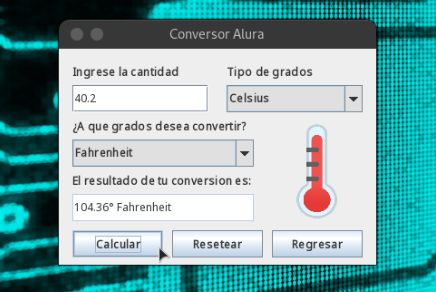 Conversor Alura
Ingrese la cantidad
Tipo de grados
40.2
Celsius
¿A que grados desea convertir?
Fahrenheit
El resultado de tu conversion es:
104.36° Fahrenheit
Calcular
Resetear
Regresar